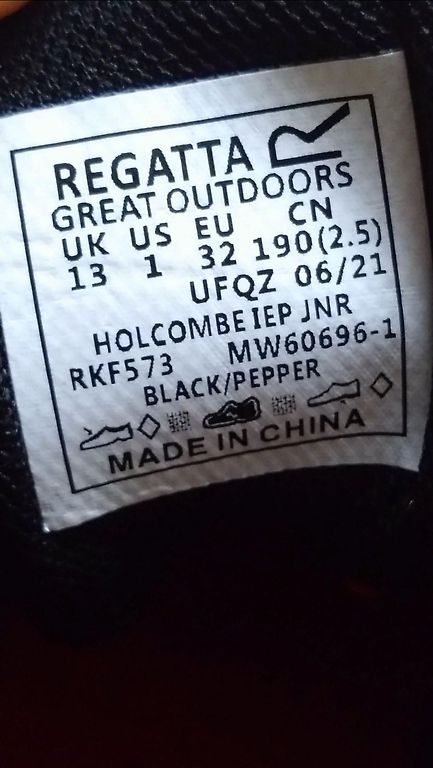 REGATTA
GREAT OUTDOORS
UK US EU CN
13 1 32 190(2.5)
UFQZ 06/21
HOLCOMBE IEP JNR
RKF573 MW60696-1
BLACK/PEPPER
MADE IN CHINA